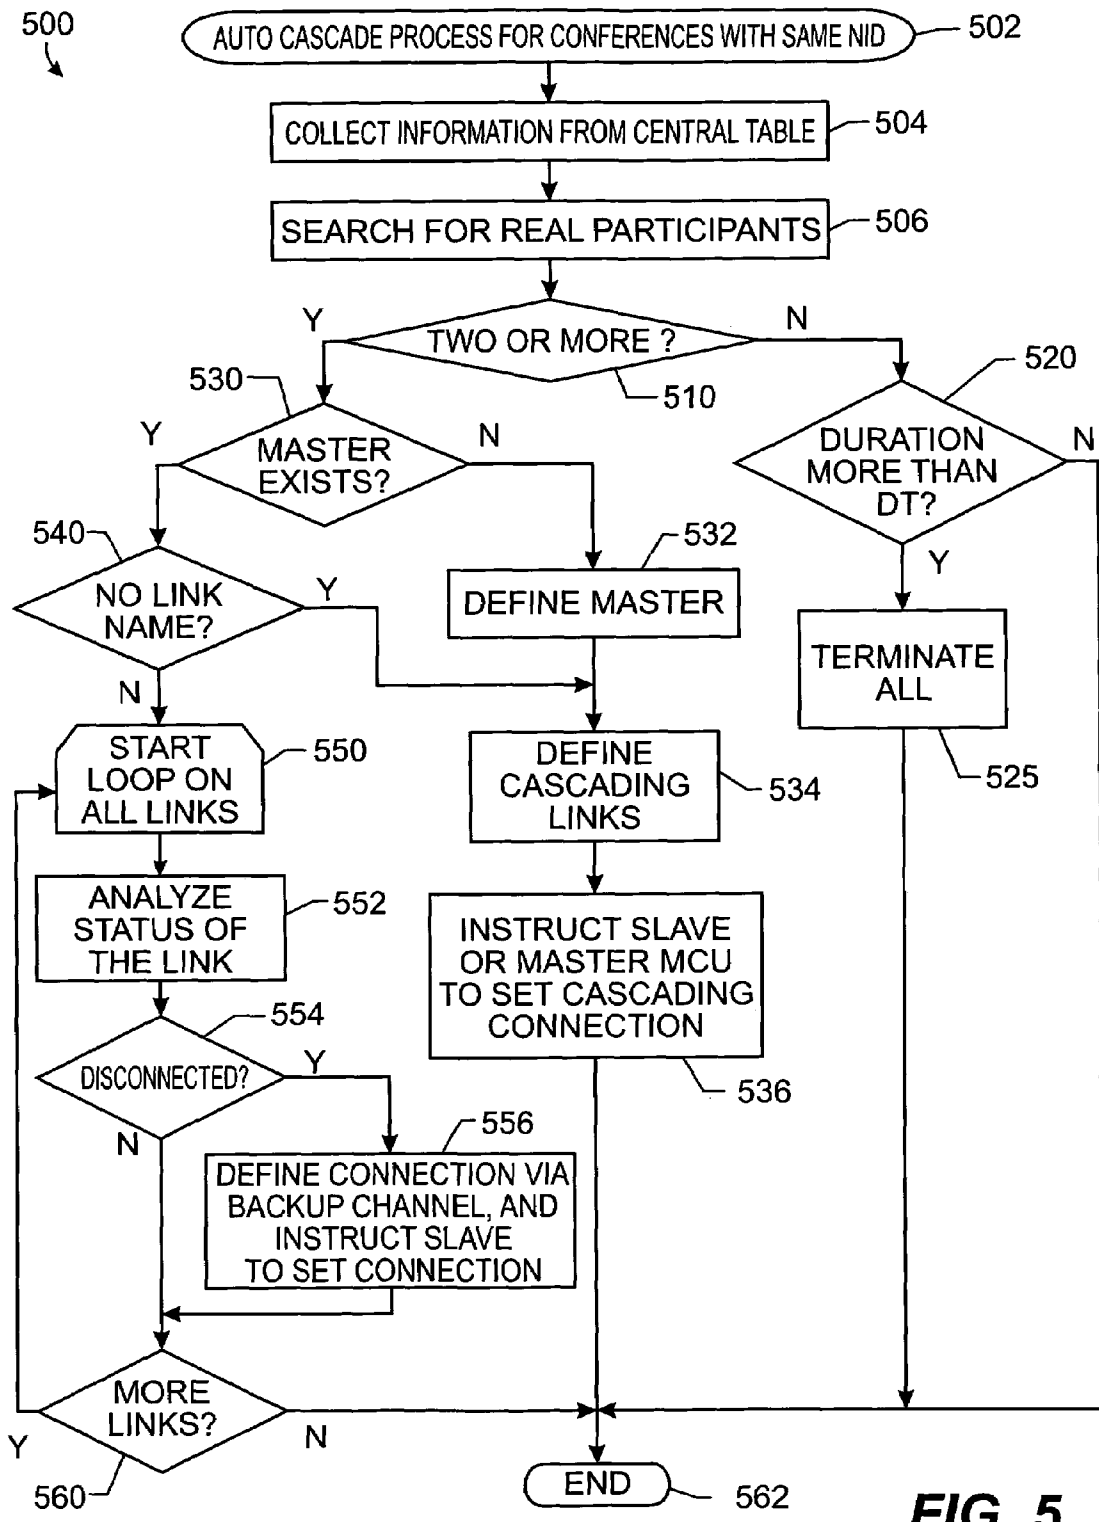 500
AUTO CASCADE PROCESS FOR CONFERENCES WITH SAME NID
502
COLLECT INFORMATION FROM CENTRAL TABLE
504
SEARCH FOR REAL PARTICIPANTS
506
Y
TWO OR MORE ?
N
510
530
520
Y
MASTER
EXISTS?
N
DURATION
MORE THAN
DT?
N
Y
540
NO LINK
NAME?
Y
N
532
DEFINE MASTER
TERMINATE
ALL
525
START
LOOP ON
ALL LINKS
550
DEFINE
CASCADING
LINKS
534
ANALYZE
STATUS OF
THE LINK
552
INSTRUCT SLAVE
OR MASTER MCU
TO SET CASCADING
CONNECTION
536
554
DISCONNECTED?
Y
N
556
DEFINE CONNECTION VIA
BACKUP CHANNEL, AND
INSTRUCT SLAVE
TO SET CONNECTION
MORE
LINKS?
Y
N
560
END
562
FIG. 5